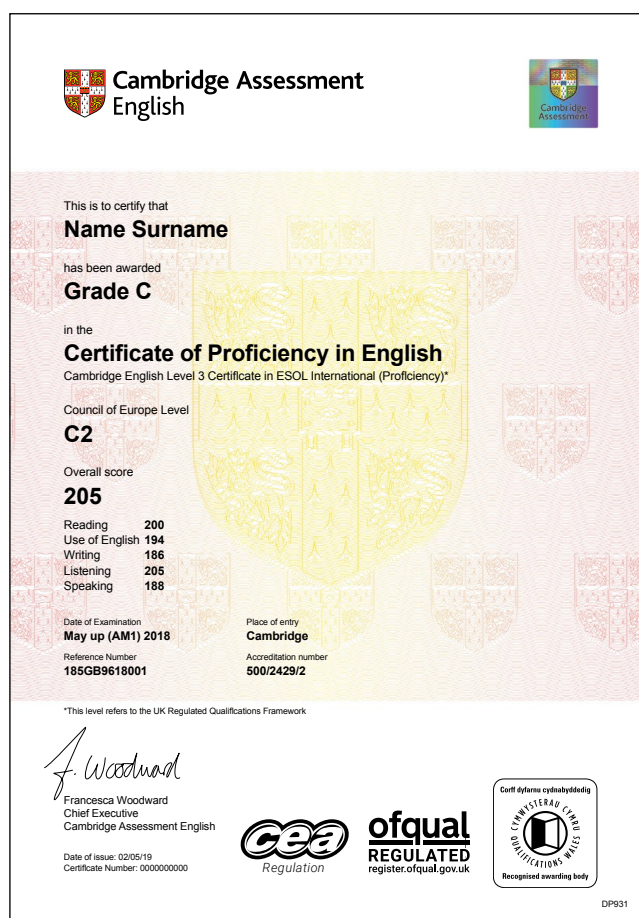 Cambridge Assessment
English
Cambridge
Assessment
This is to certify that
Name Surname
has been awarded
Grade C
in the
Certificate of Proficiency in English
Cambridge English Level 3 Certificate in ESOL International (Proficiency)*
Council of Europe Level
C2
Overall score
205
Reading 200
Use of English 194
Writing 186
Listening 205
Speaking 188
Date of Examination
May up (AM1) 2018
Place of entry
Cambridge
Reference Number
185GB9618001
Accreditation number
500/2429/2
*This level refers to the UK Regulated Qualifications Framework
F. Woodward
Francesca Woodward
Chief Executive
Cambridge Assessment English
Date of issue: 02/05/19
Certificate Number: 0000000000
cea
Regulation
ofqual
REGULATED
register.ofqual.gov.uk
Corff dyfarnu cydnabyddedig
CYMWYSTERAU CYMRU
QUALIFICATIONS WALES
Recognised awarding body
DP931